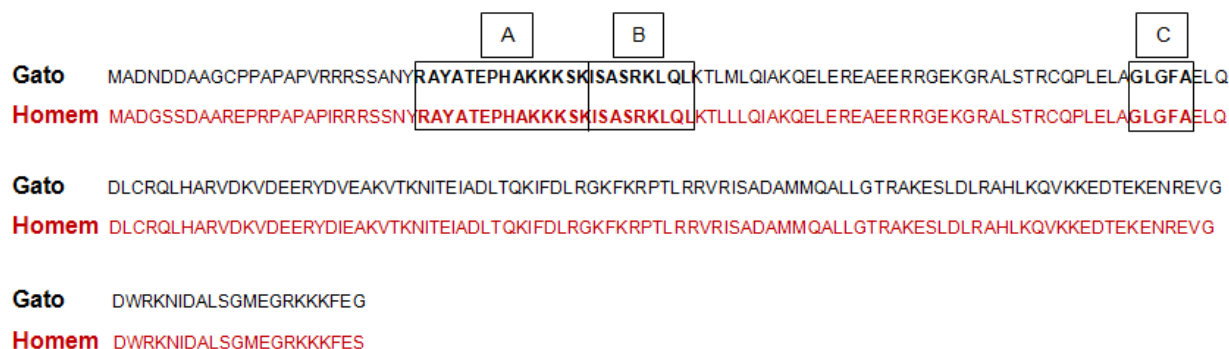 A B C
Gato MADNDDAAGCPPAPAPVRRRSSANYRAYATEPHAKKKSKISASRKLQLKTLMLQIAKQELEREAEERRGEKGRALSTRCQPLELAGLGFAELQ
Homem MADGSSDAAREPRPAPAPIRRRSSNYRAYATEPHAKKKSKISASRKLQLKTLLLQIAKQELEREAEERRGEKGRALSTRCQPLELAGLGFAELQ
Gato DLCRQLHARVDKVDEERYDVEAKVTKNITEIADLTQKIFDLRGKFKRPTLRRVRISADAMMQALLGTRAKESLDLRAHLKQVKKEDTEKENREVG
Homem DLCRQLHARVDKVDEERYDIEAKVTKNITEIADLTQKIFDLRGKFKRPTLRRVRISADAMMQALLGTRAKESLDLRAHLKQVKKEDTEKENREVG
Gato DWRKNIDALSGMEGRKKKFEG
Homem DWRKNIDALSGMEGRKKKFES